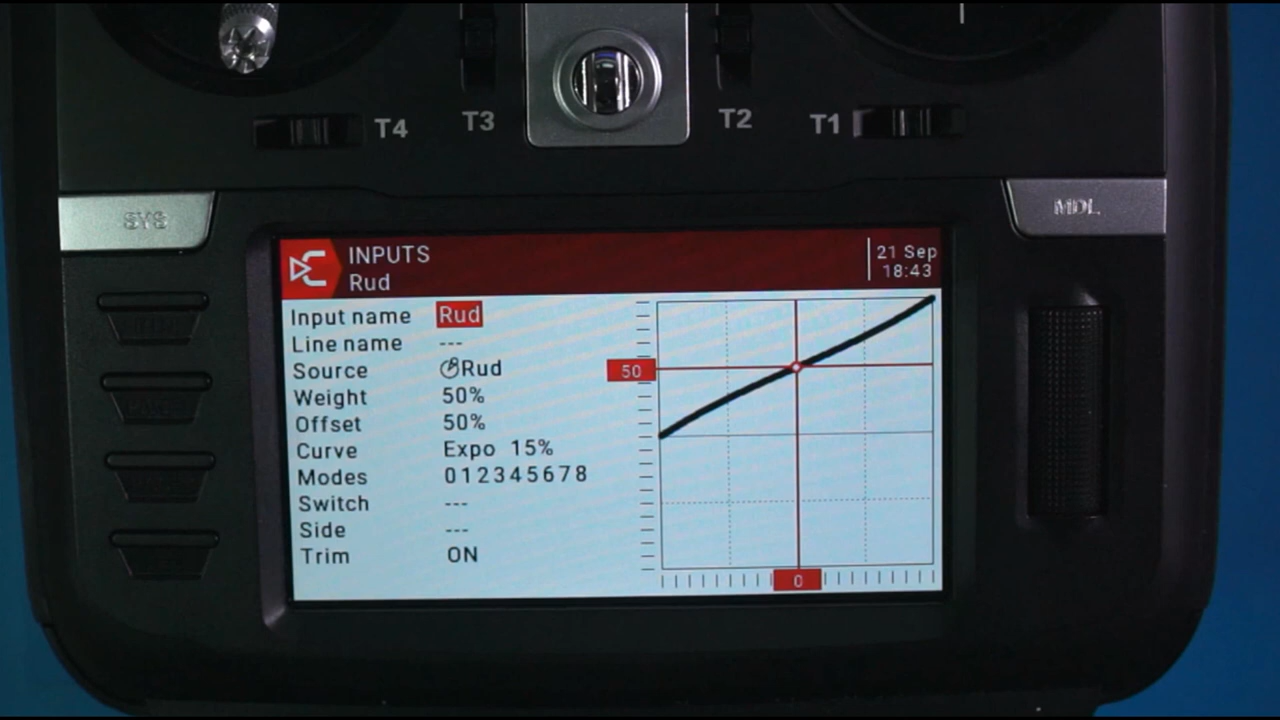 T4 T3 T2 T1
SYS MDL
INPUTS
Rud
21 Sep
18:43
Input name Rud
Line name ---
Source Rud
Weight 50%
Offset 50%
Curve Expo 15%
Modes 012345678
Switch ---
Side ---
Trim ON
50
0